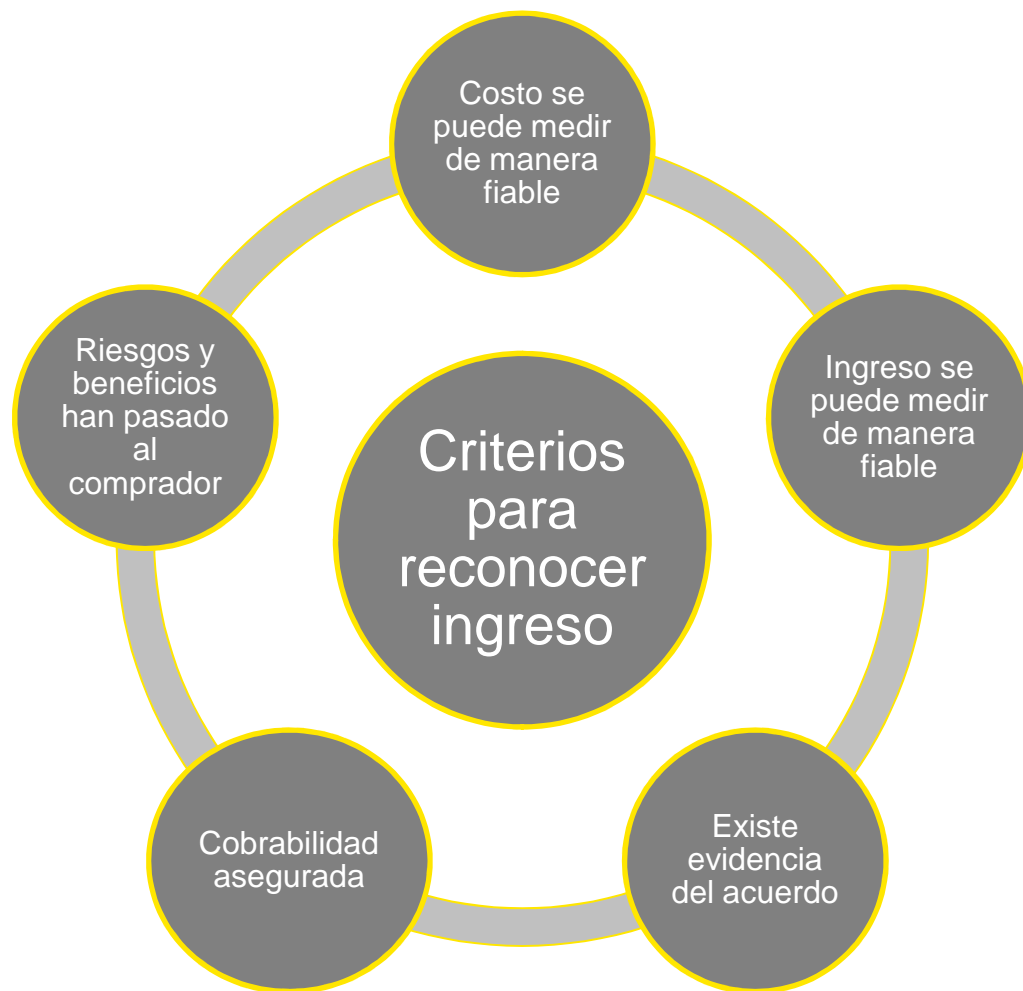 Costo se
puede medir
de manera
fiable
Ingreso se
puede medir
de manera
fiable
Existe
evidencia
del acuerdo
Cobrabilidad
asegurada
Riesgos y
beneficios
han pasado
al
comprador
Criterios
para
reconocer
ingreso